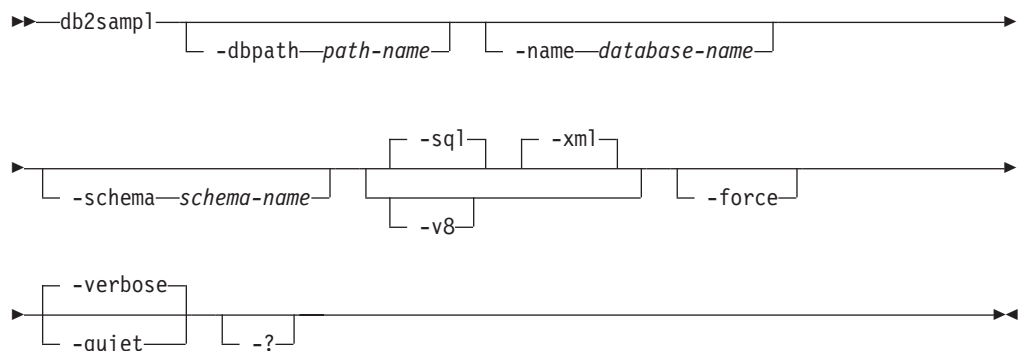 db2sampl
-dbpath path-name -name database-name
-sql -xml
-schema schema-name -force
-v8
-verbose
-quiet -?